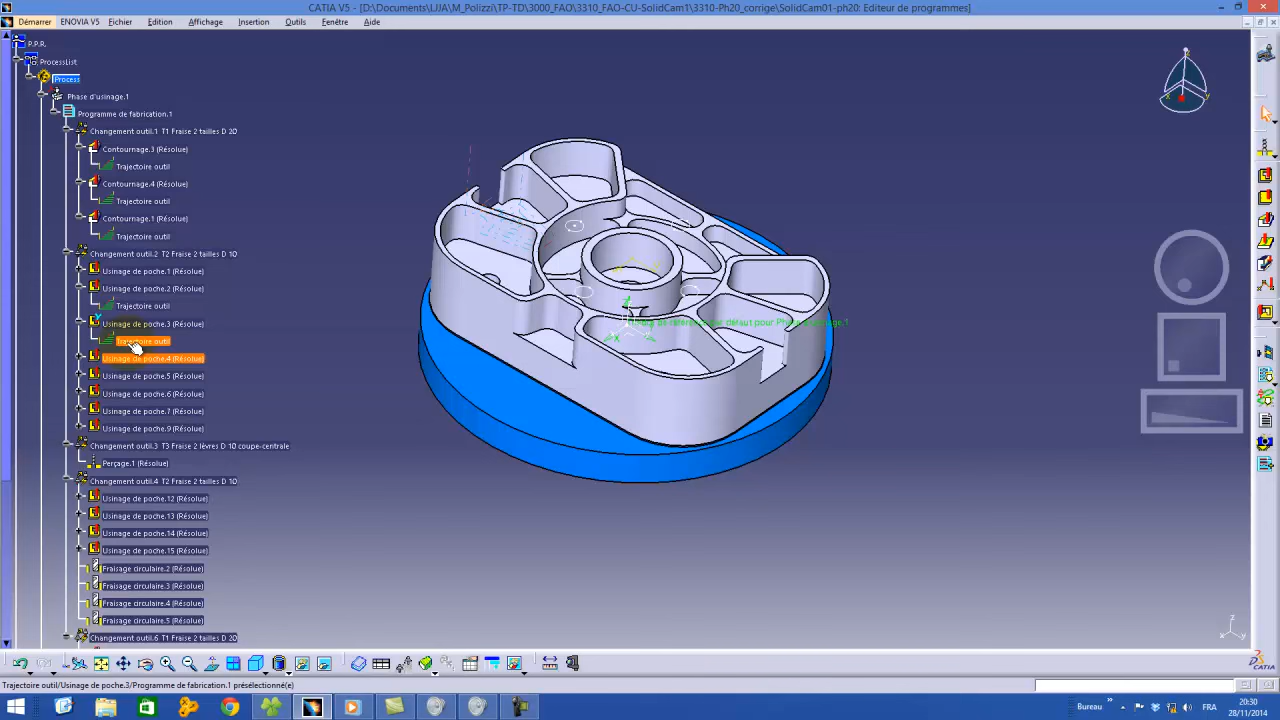 CATIA V5 - [D:\Documents\LJJA\M_Polizzi\TP-TD\3000_FAO\3310_FAO-CU-SolidCam1\3310-Ph20_corrige\SolidCam01-ph20: Editeur de programmes]
Démarrer ENOVIA V5 Fichier Edition Affichage Insertion Outils Fenêtre Aide
P.P.R.
ProcessList
Process
Phase d'usinage.1
Programme de fabrication.1
Changement outil.1 T1 Fraise 2 tailles D 20
Contournage.3 (Résolue)
Trajectoire outil
Contournage.4 (Résolue)
Trajectoire outil
Contournage.1 (Résolue)
Trajectoire outil
Changement outil.2 T2 Fraise 2 tailles D 10
Usinage de poche.1 (Résolue)
Usinage de poche.2 (Résolue)
Trajectoire outil
Usinage de poche.3 (Résolue)
Trajectoire outil
Usinage de poche.4 (Résolue)
Usinage de poche.5 (Résolue)
Usinage de poche.6 (Résolue)
Usinage de poche.7 (Résolue)
Usinage de poche.9 (Résolue)
Changement outil.3 T3 Fraise 2 lèvres D 10 coupe-centrale
Perçage.1 (Résolue)
Changement outil.4 T2 Fraise 2 tailles D 10
Usinage de poche.12 (Résolue)
Usinage de poche.13 (Résolue)
Usinage de poche.14 (Résolue)
Usinage de poche.15 (Résolue)
Fraisage circulaire.2 (Résolue)
Fraisage circulaire.3 (Résolue)
Fraisage circulaire.4 (Résolue)
Fraisage circulaire.5 (Résolue)
Changement outil.6 T1 Fraise 2 tailles D 20
défaut pour
z
x y
z
x y
Trajectoire outil/Usinage de poche.3/Programme de fabrication.1 présélectionné(e)
Bureau » FRA
20:30
28/11/2014